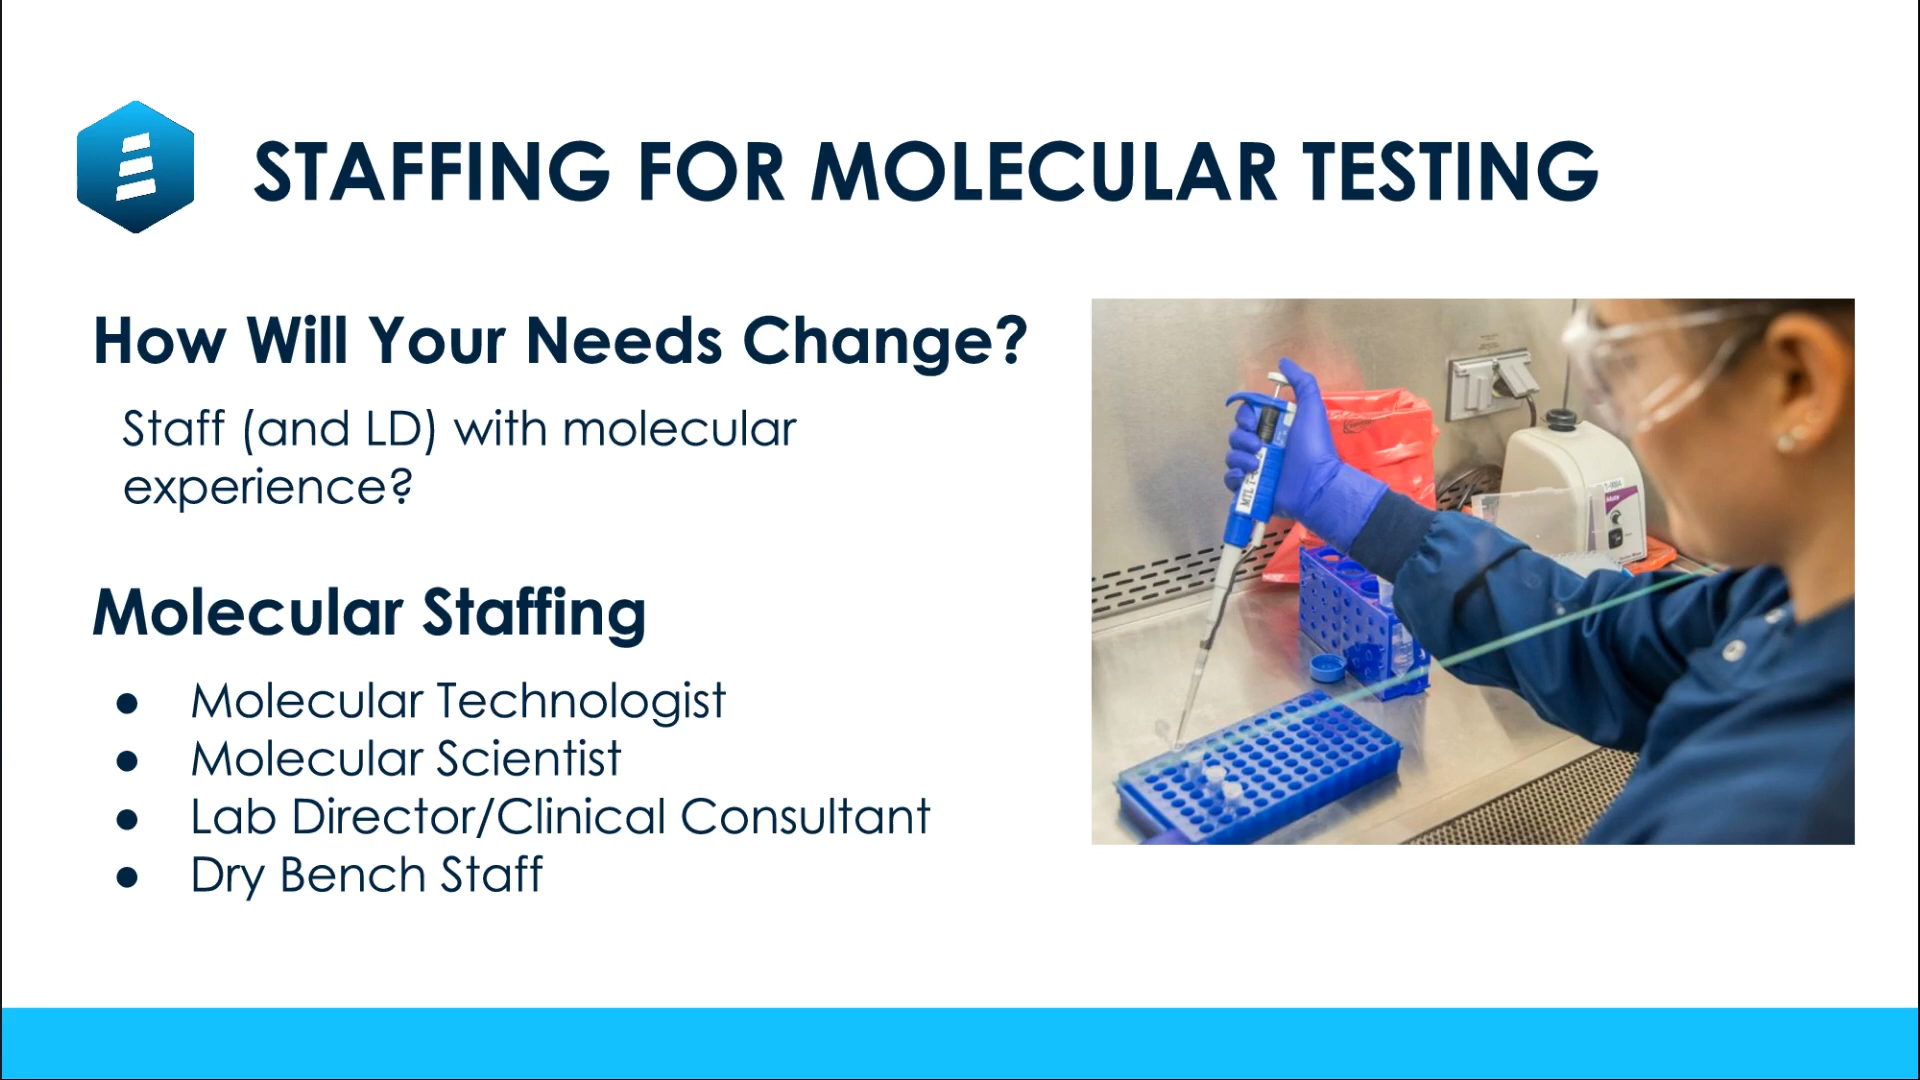 STAFFING FOR MOLECULAR TESTING
How Will Your Needs Change?
Staff (and LD) with molecular
experience?
Molecular Staffing
● Molecular Technologist
● Molecular Scientist
● Lab Director/Clinical Consultant
● Dry Bench Staff